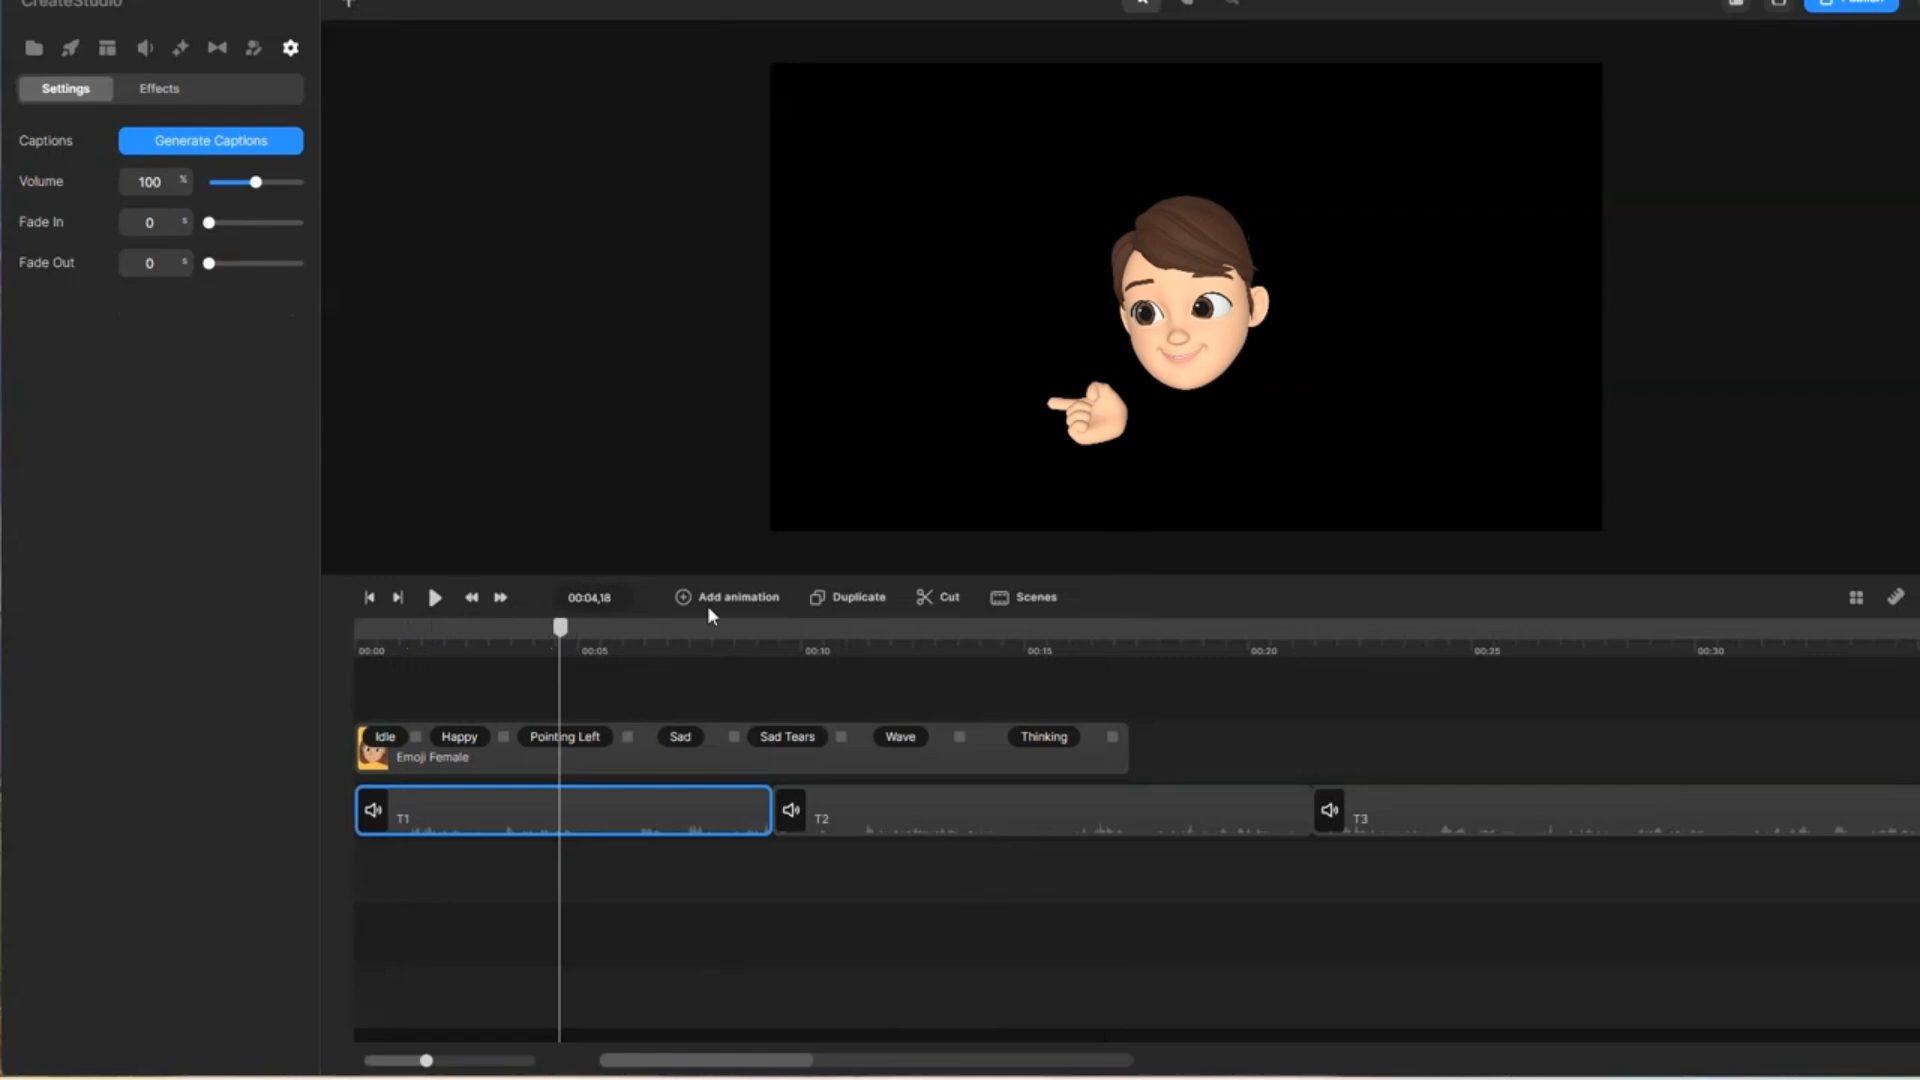 CreateStudio
Publish
Settings Effects
Captions Generate Captions
Volume 100 %
Fade In 0 s
Fade Out 0 s
00:04,18 Add animation Duplicate Cut Scenes
00:00 00:05 00:10 00:15 00:20 00:25 00:30
Idle Happy Pointing Left Sad Sad Tears Wave Thinking
Emoji Female
T1 T2 T3